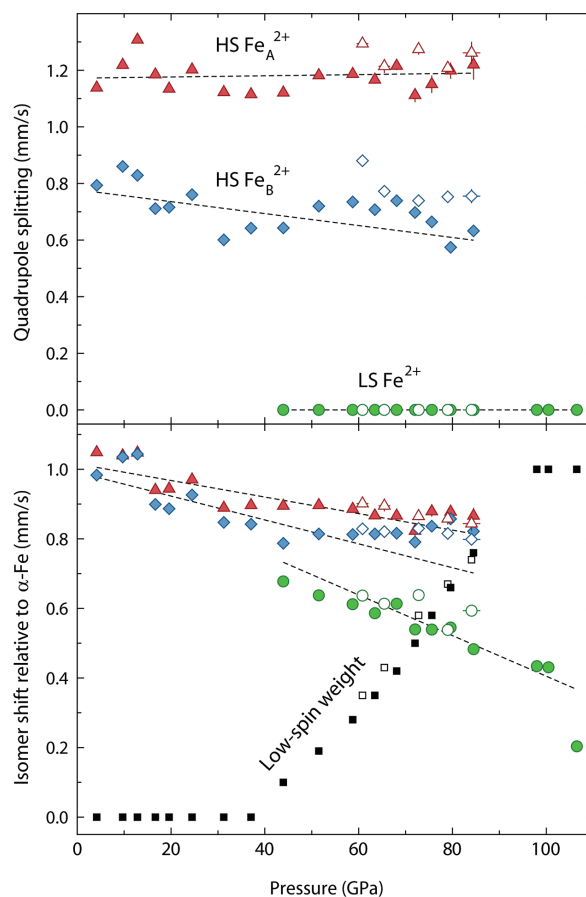 HS Fe_A^2+
HS Fe_B^2+
LS Fe^2+
Quadrupole splitting (mm/s)
1.2
1.0
0.8
0.6
0.4
0.2
0.0
Isomer shift relative to α-Fe (mm/s)
1.0
0.8
0.6
0.4
0.2
0.0
Low-spin weight
0 20 40 60 80 100
Pressure (GPa)